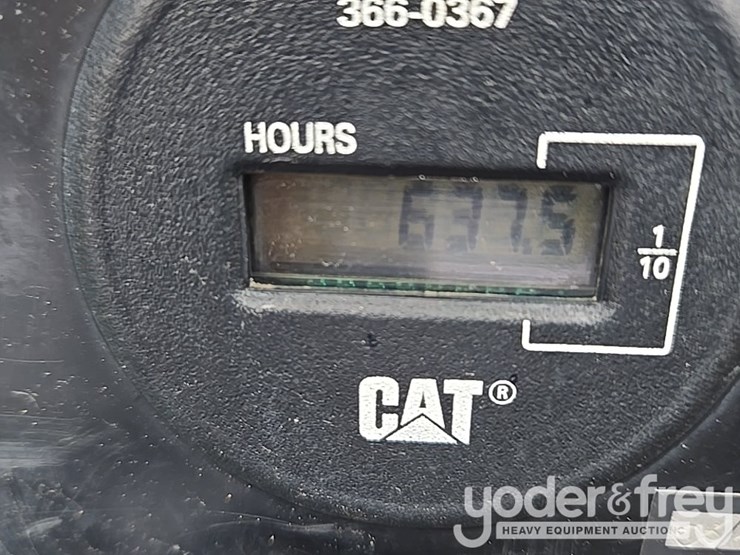 366-0367
HOURS
637.5
1
10
CAT®
yoder&frey
HEAVY EQUIPMENT AUCTIONS